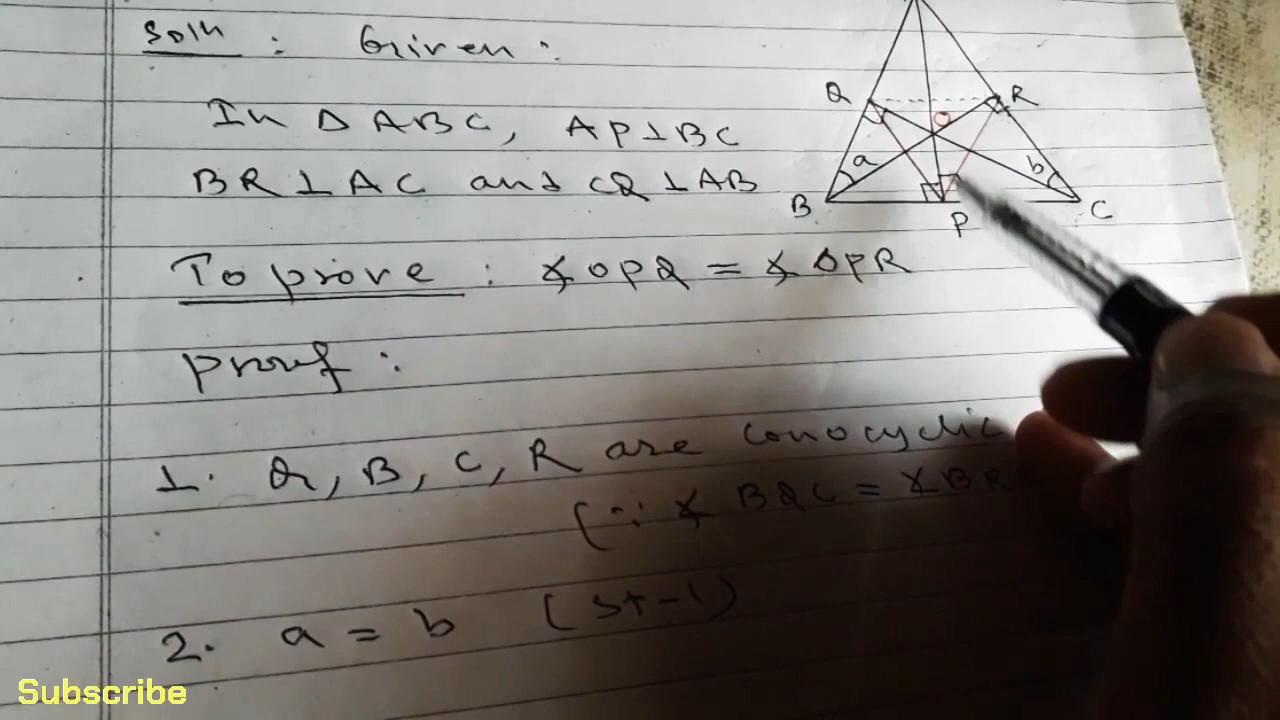 Soln : Given :
In Δ ABC, AP⊥BC
BR⊥AC and CQ⊥AB
To prove : ∡OPQ = ∡OPR
Proof :
1. Q, B, C, R are conocyclic
(∵ ∡ BQC = ∡BR
2. a = b (st-1)
Q
R
O
a
b
B
C
P
Subscribe